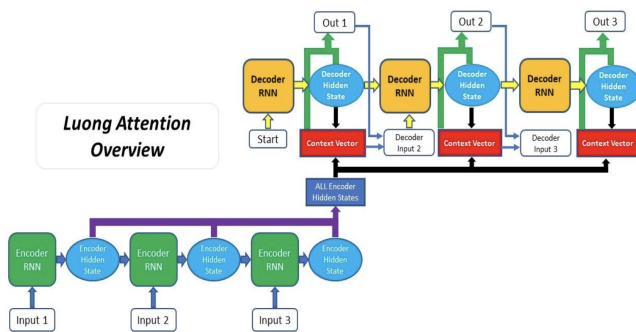 Out 1
Out 2
Out 3
Decoder
RNN
Decoder
Hidden
State
Decoder
RNN
Decoder
Hidden
State
Decoder
RNN
Decoder
Hidden
State
Luong Attention
Overview
Start
Context Vector
Decoder
Input 2
Context Vector
Decoder
Input 3
Context Vector
ALL Encoder
Hidden States
Encoder
RNN
Encoder
Hidden
State
Encoder
RNN
Encoder
Hidden
State
Encoder
RNN
Encoder
Hidden
State
Input 1
Input 2
Input 3